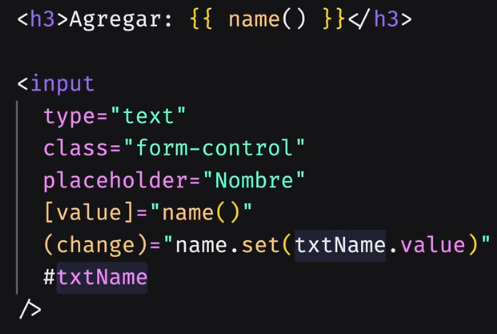 <h3>Agregar: {{ name() }}</h3>
<input
type="text"
class="form-control"
placeholder="Nombre"
[value]="name()"
(change)="name.set(txtName.value)"
#txtName
/>